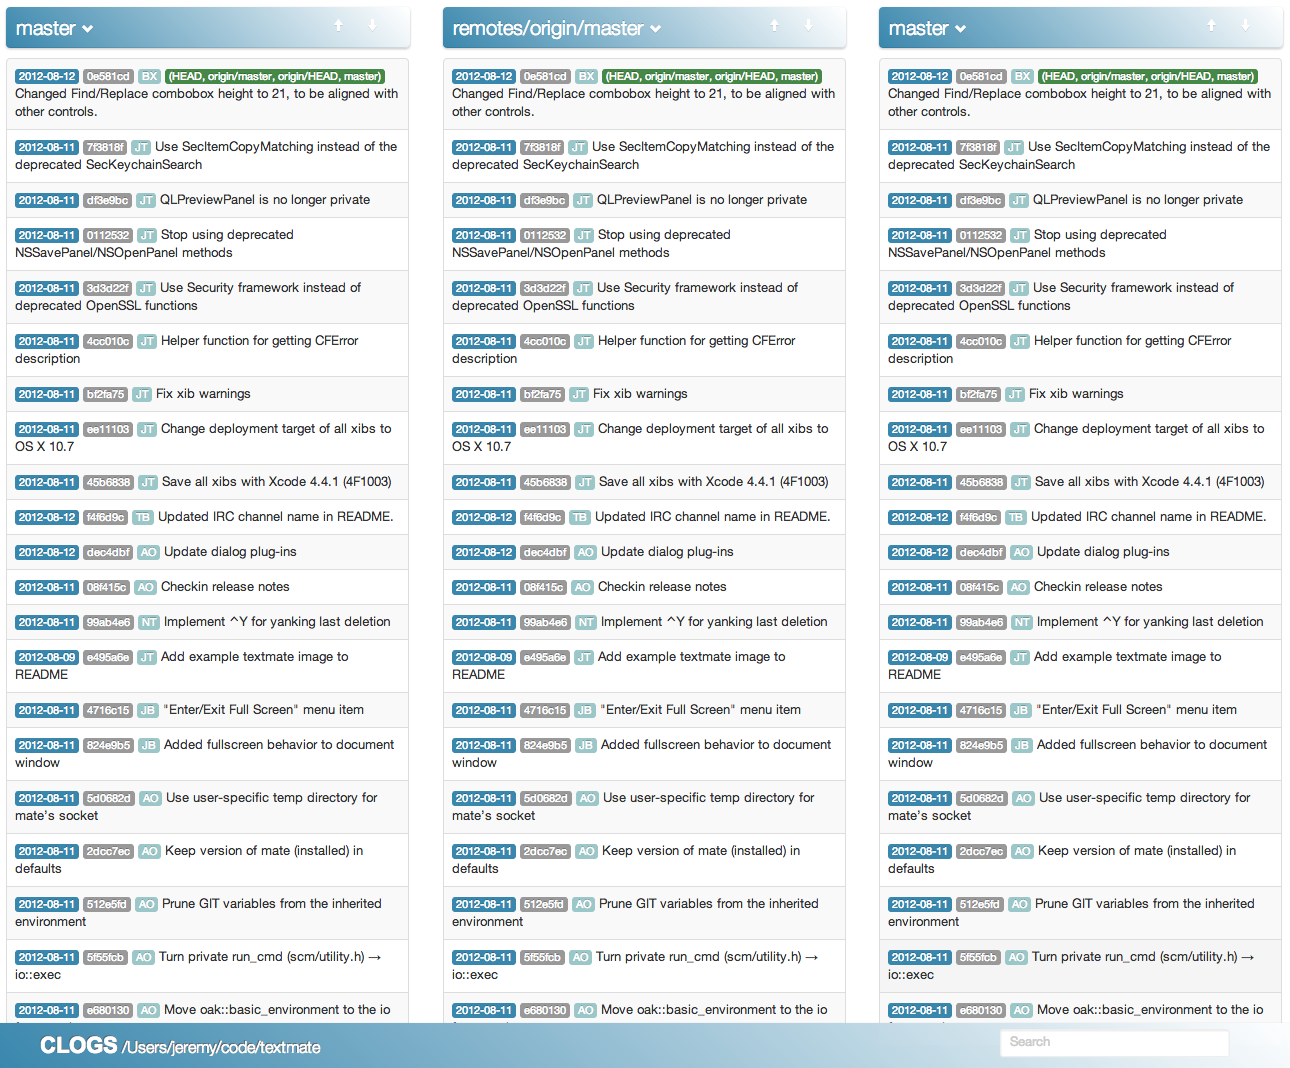 master
2012-08-12 0e581cd BX (HEAD, origin/master, origin/HEAD, master)
Changed Find/Replace combobox height to 21, to be aligned with
other controls.
2012-08-11 7f3818f JT Use SecItemCopyMatching instead of the
deprecated SecKeychainSearch
2012-08-11 df3e9bc JT QLPreviewPanel is no longer private
2012-08-11 0112532 JT Stop using deprecated
NSSavePanel/NSOpenPanel methods
2012-08-11 3d3d22f JT Use Security framework instead of
deprecated OpenSSL functions
2012-08-11 4cc010c JT Helper function for getting CFError
description
2012-08-11 bf2fa75 JT Fix xib warnings
2012-08-11 ee11103 JT Change deployment target of all xibs to
OS X 10.7
2012-08-11 45b6838 JT Save all xibs with Xcode 4.4.1 (4F1003)
2012-08-12 f4f6d9c TB Updated IRC channel name in README.
2012-08-12 dec4dbf AO Update dialog plug-ins
2012-08-11 08f415c AO Checkin release notes
2012-08-11 99ab4e6 NT Implement ^Y for yanking last deletion
2012-08-09 e495a6e JT Add example textmate image to
README
2012-08-11 4716c15 JB "Enter/Exit Full Screen" menu item
2012-08-11 824e9b5 JB Added fullscreen behavior to document
window
2012-08-11 5d0682d AO Use user-specific temp directory for
mate's socket
2012-08-11 2dcc7ec AO Keep version of mate (installed) in
defaults
2012-08-11 512e5fd AO Prune GIT variables from the inherited
environment
2012-08-11 5f55fcb AO Turn private run_cmd (scm/utility.h) →
io::exec
2012-08-11 e680130 AO Move oak::basic_environment to the io
remotes/origin/master
2012-08-12 0e581cd BX (HEAD, origin/master, origin/HEAD, master)
Changed Find/Replace combobox height to 21, to be aligned with
other controls.
2012-08-11 7f3818f JT Use SecItemCopyMatching instead of the
deprecated SecKeychainSearch
2012-08-11 df3e9bc JT QLPreviewPanel is no longer private
2012-08-11 0112532 JT Stop using deprecated
NSSavePanel/NSOpenPanel methods
2012-08-11 3d3d22f JT Use Security framework instead of
deprecated OpenSSL functions
2012-08-11 4cc010c JT Helper function for getting CFError
description
2012-08-11 bf2fa75 JT Fix xib warnings
2012-08-11 ee11103 JT Change deployment target of all xibs to
OS X 10.7
2012-08-11 45b6838 JT Save all xibs with Xcode 4.4.1 (4F1003)
2012-08-12 f4f6d9c TB Updated IRC channel name in README.
2012-08-12 dec4dbf AO Update dialog plug-ins
2012-08-11 08f415c AO Checkin release notes
2012-08-11 99ab4e6 NT Implement ^Y for yanking last deletion
2012-08-09 e495a6e JT Add example textmate image to
README
2012-08-11 4716c15 JB "Enter/Exit Full Screen" menu item
2012-08-11 824e9b5 JB Added fullscreen behavior to document
window
2012-08-11 5d0682d AO Use user-specific temp directory for
mate's socket
2012-08-11 2dcc7ec AO Keep version of mate (installed) in
defaults
2012-08-11 512e5fd AO Prune GIT variables from the inherited
environment
2012-08-11 5f55fcb AO Turn private run_cmd (scm/utility.h) →
io::exec
2012-08-11 e680130 AO Move oak::basic_environment to the io
master
2012-08-12 0e581cd BX (HEAD, origin/master, origin/HEAD, master)
Changed Find/Replace combobox height to 21, to be aligned with
other controls.
2012-08-11 7f3818f JT Use SecItemCopyMatching instead of the
deprecated SecKeychainSearch
2012-08-11 df3e9bc JT QLPreviewPanel is no longer private
2012-08-11 0112532 JT Stop using deprecated
NSSavePanel/NSOpenPanel methods
2012-08-11 3d3d22f JT Use Security framework instead of
deprecated OpenSSL functions
2012-08-11 4cc010c JT Helper function for getting CFError
description
2012-08-11 bf2fa75 JT Fix xib warnings
2012-08-11 ee11103 JT Change deployment target of all xibs to
OS X 10.7
2012-08-11 45b6838 JT Save all xibs with Xcode 4.4.1 (4F1003)
2012-08-12 f4f6d9c TB Updated IRC channel name in README.
2012-08-12 dec4dbf AO Update dialog plug-ins
2012-08-11 08f415c AO Checkin release notes
2012-08-11 99ab4e6 NT Implement ^Y for yanking last deletion
2012-08-09 e495a6e JT Add example textmate image to
README
2012-08-11 4716c15 JB "Enter/Exit Full Screen" menu item
2012-08-11 824e9b5 JB Added fullscreen behavior to document
window
2012-08-11 5d0682d AO Use user-specific temp directory for
mate's socket
2012-08-11 2dcc7ec AO Keep version of mate (installed) in
defaults
2012-08-11 512e5fd AO Prune GIT variables from the inherited
environment
2012-08-11 5f55fcb AO Turn private run_cmd (scm/utility.h) →
io::exec
2012-08-11 e680130 AO Move oak::basic_environment to the io
CLOGS /Users/jeremy/code/textmate
Search